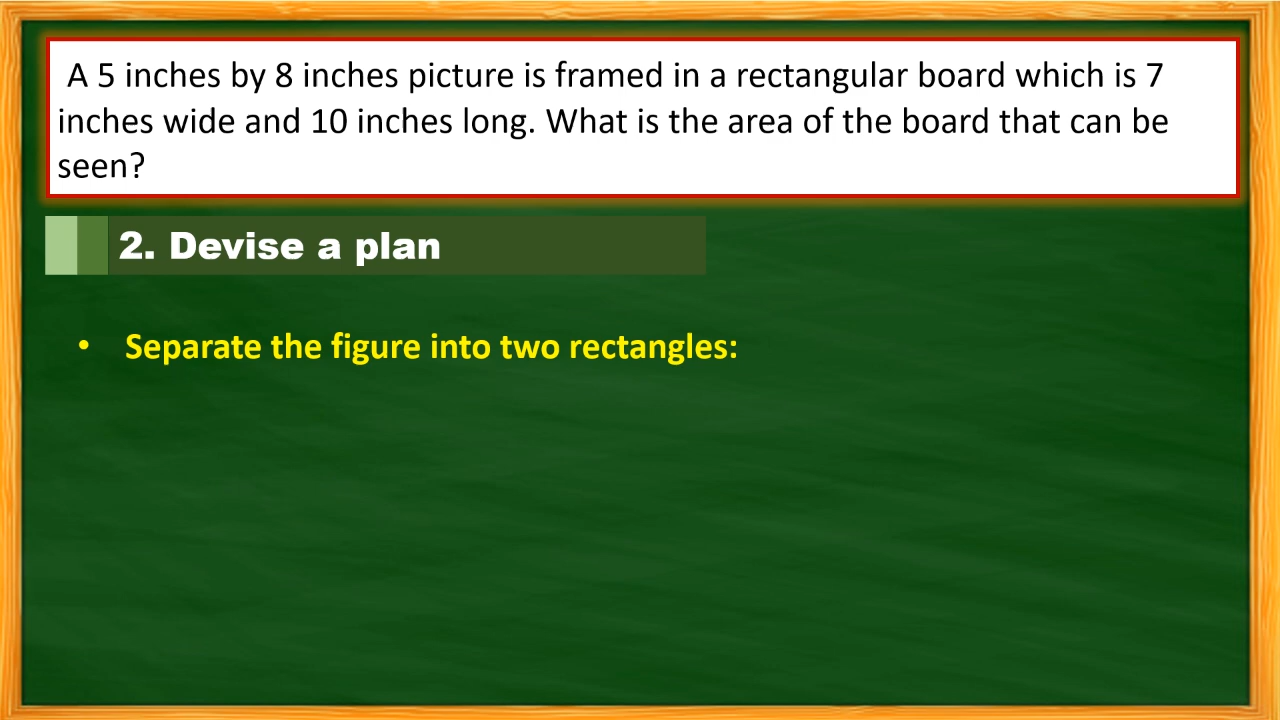 A 5 inches by 8 inches picture is framed in a rectangular board which is 7
inches wide and 10 inches long. What is the area of the board that can be
seen?
2. Devise a plan
• Separate the figure into two rectangles: